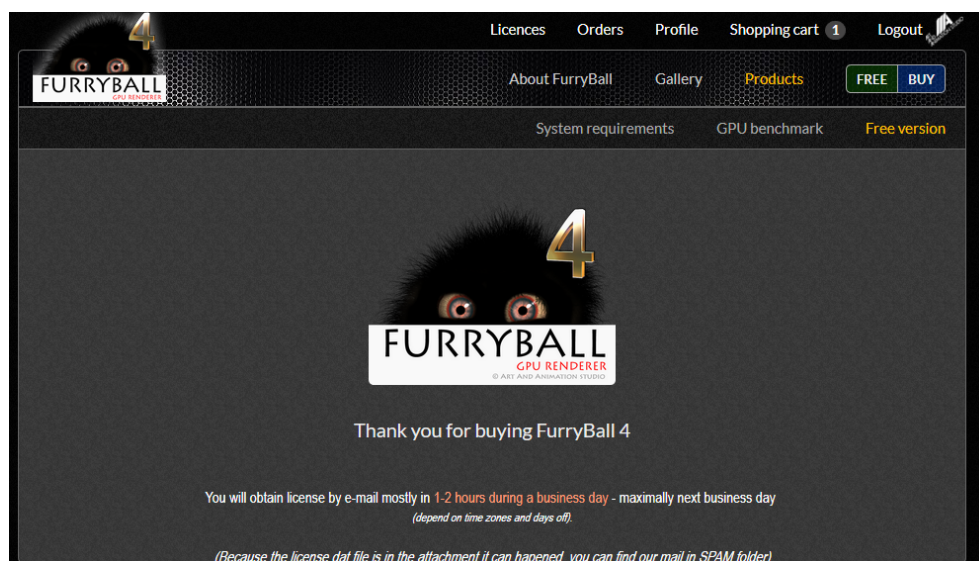 Licences Orders Profile Shopping cart 1 Logout
4
FURRYBALL
GPU RENDERER
About FurryBall Gallery Products FREE BUY
System requirements GPU benchmark Free version
4
FURRYBALL
GPU RENDERER
© ART AND ANIMATION STUDIO
Thank you for buying FurryBall 4
You will obtain license by e-mail mostly in 1-2 hours during a business day - maximally next business day
(depend on time zones and days off).
(Because the license dat file is in the attachment it can hapened, you can find our mail in SPAM folder)